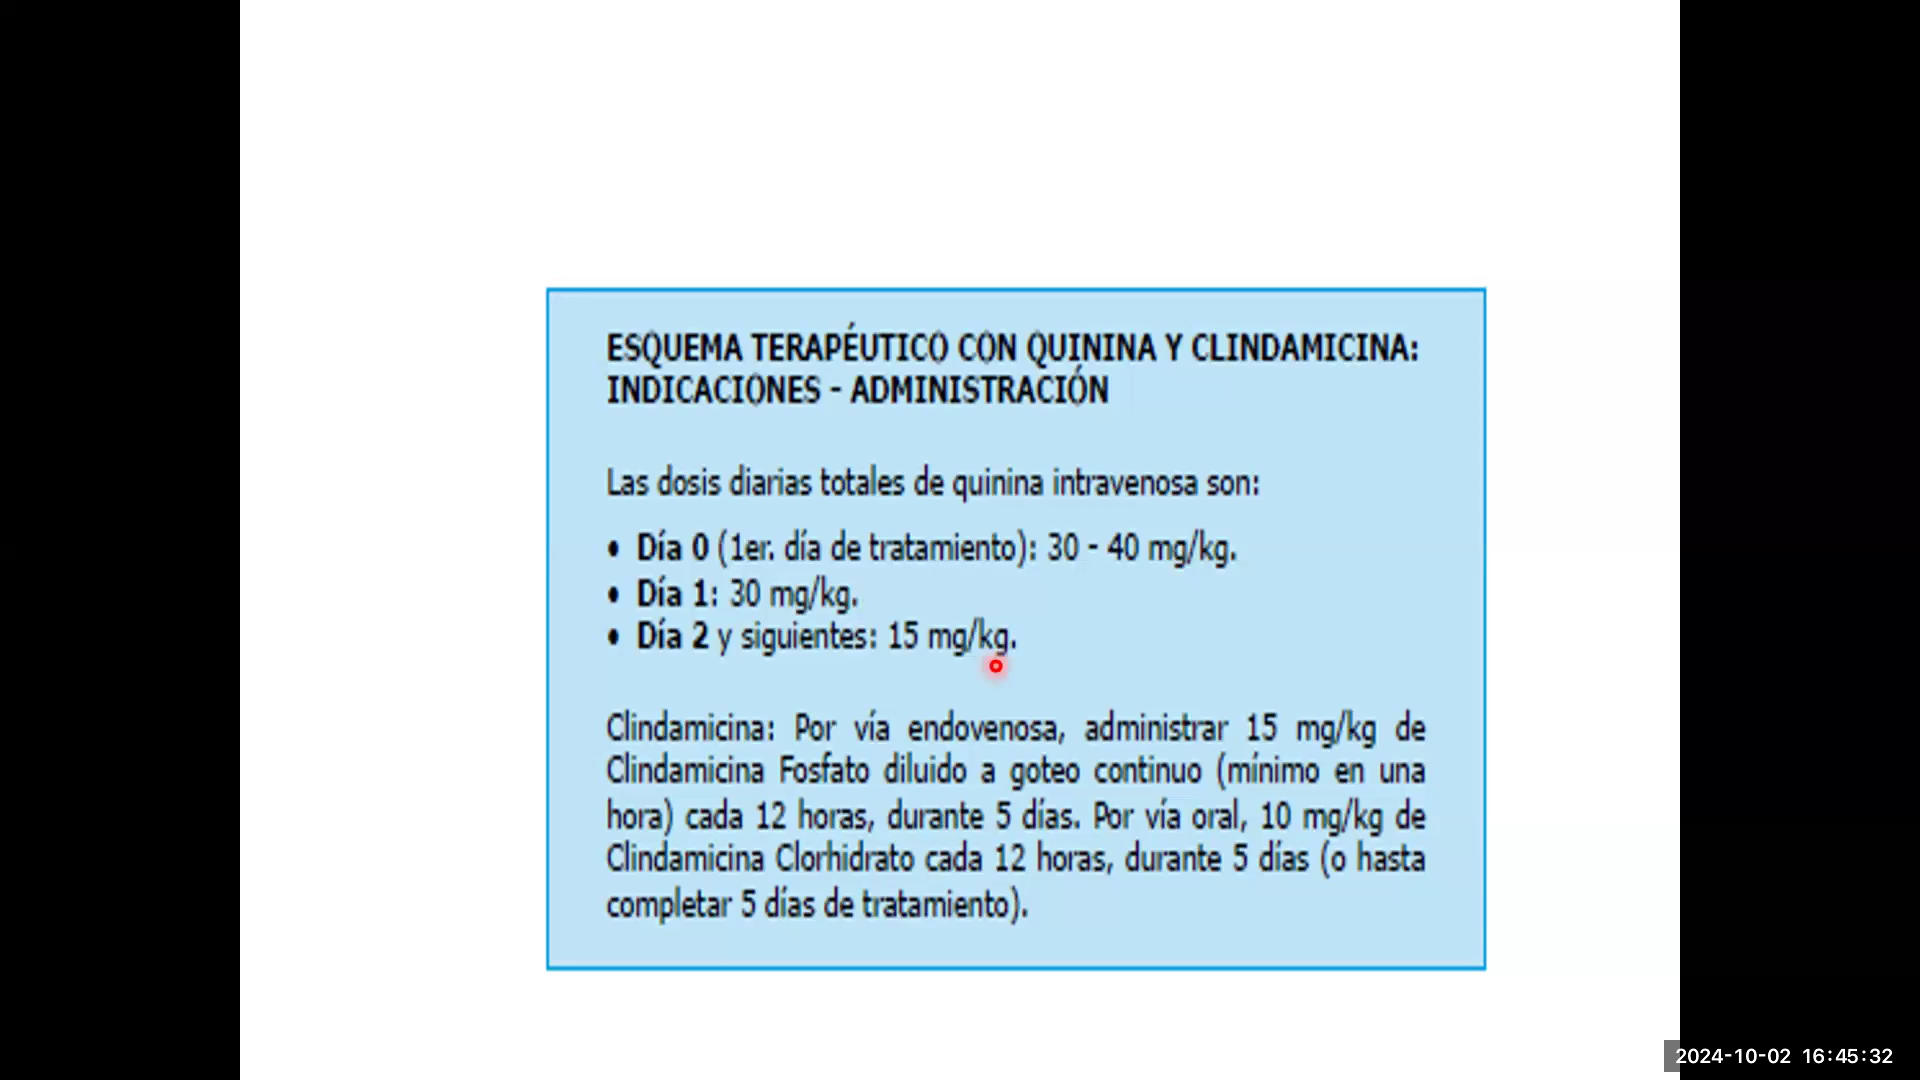 ESQUEMA TERAPÉUTICO CON QUININA Y CLINDAMICINA:
INDICACIONES - ADMINISTRACIÓN
Las dosis diarias totales de quinina intravenosa son:
• Día 0 (1er. día de tratamiento): 30 - 40 mg/kg.
• Día 1: 30 mg/kg.
• Día 2 y siguientes: 15 mg/kg.
Clindamicina: Por vía endovenosa, administrar 15 mg/kg de
Clindamicina Fosfato diluido a goteo continuo (mínimo en una
hora) cada 12 horas, durante 5 días. Por vía oral, 10 mg/kg de
Clindamicina Clorhidrato cada 12 horas, durante 5 días (o hasta
completar 5 días de tratamiento).
2024-10-02 16:45:32